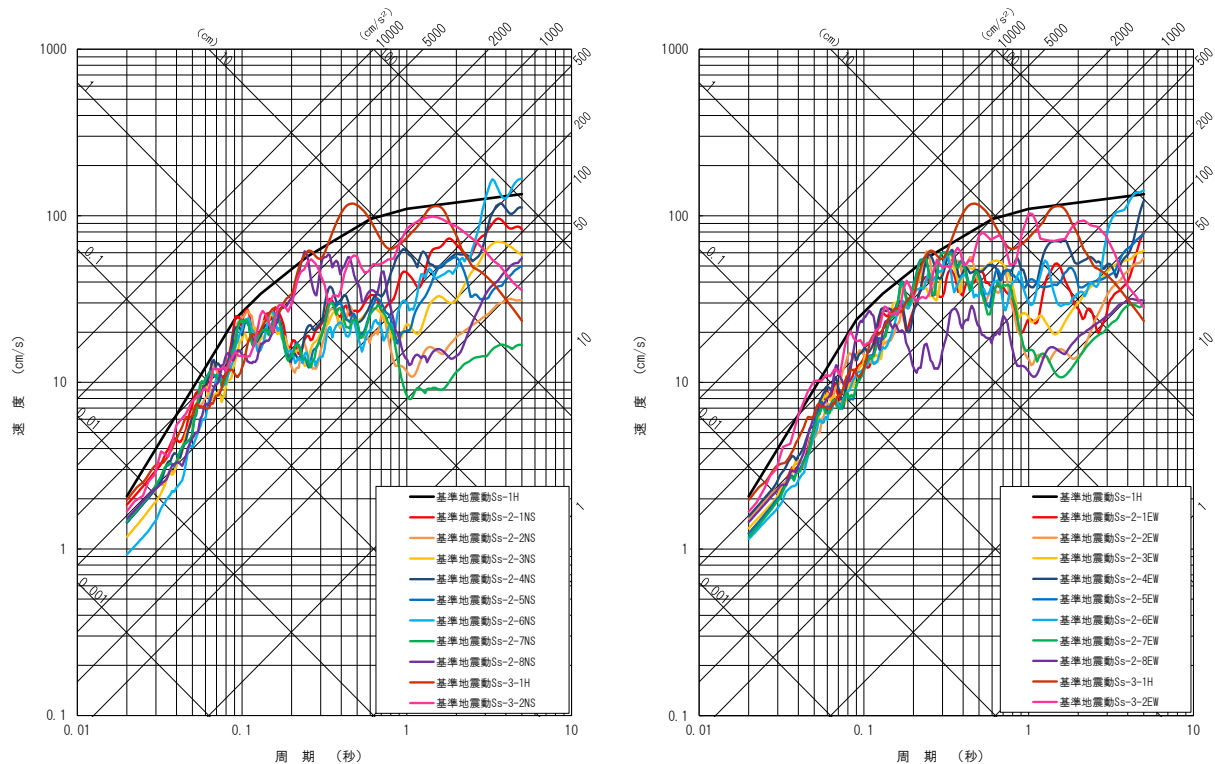 (cm)
(cm/s²)
10000
5000
2000
1000
500
200
100
50
10
1
1000
100
10
1
0.1
10
100
1
0.1
0.01
0.001
速 度 (cm/s)
基準地震動Ss-1H
基準地震動Ss-2-1NS
基準地震動Ss-2-2NS
基準地震動Ss-2-3NS
基準地震動Ss-2-4NS
基準地震動Ss-2-5NS
基準地震動Ss-2-6NS
基準地震動Ss-2-7NS
基準地震動Ss-2-8NS
基準地震動Ss-3-1H
基準地震動Ss-3-2NS
0.01
0.1
1
10
周 期 (秒)
(cm)
(cm/s²)
10000
5000
2000
1000
500
200
100
50
10
1
1000
100
10
1
0.1
10
100
1
0.1
0.01
0.001
速 度 (cm/s)
基準地震動Ss-1H
基準地震動Ss-2-1EW
基準地震動Ss-2-2EW
基準地震動Ss-2-3EW
基準地震動Ss-2-4EW
基準地震動Ss-2-5EW
基準地震動Ss-2-6EW
基準地震動Ss-2-7EW
基準地震動Ss-2-8EW
基準地震動Ss-3-1H
基準地震動Ss-3-2EW
0.01
0.1
1
10
周 期 (秒)